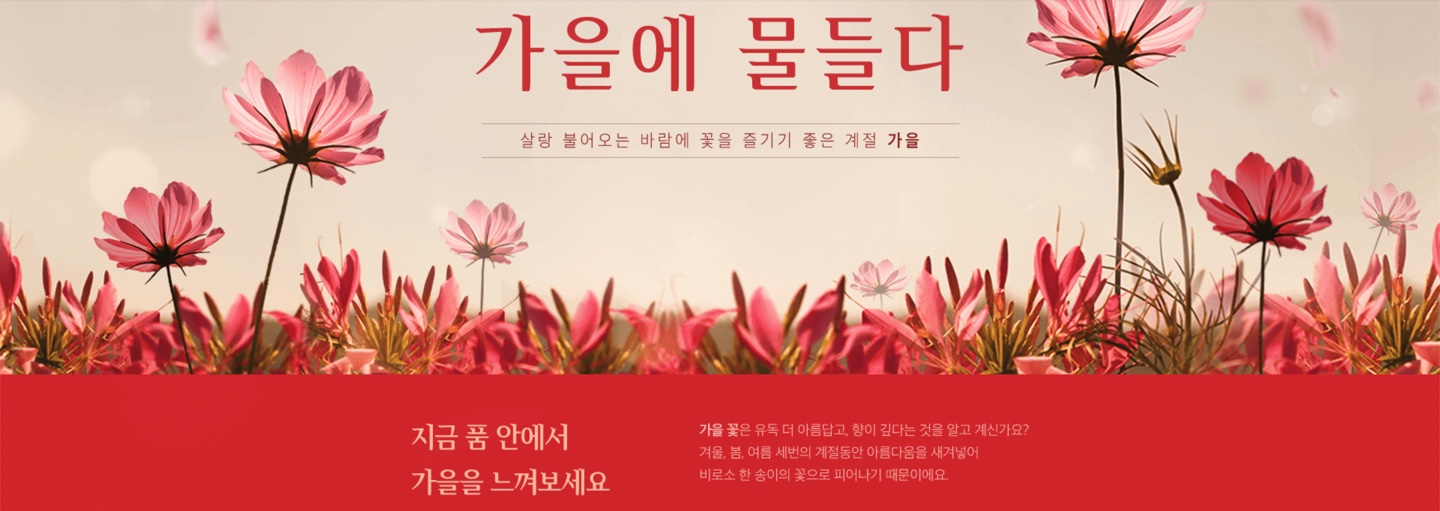 가을에 물들다
살랑 불어오는 바람에 꽃을 즐기기 좋은 계절 가을
지금 품 안에서
가을을 느껴보세요
가을 꽃은 유독 더 아름답고, 향이 깊다는 것을 알고 계신가요?
겨울, 봄, 여름 세번의 계절동안 아름다움을 새겨넣어
비로소 한 송이의 꽃으로 피어나기 때문이에요.